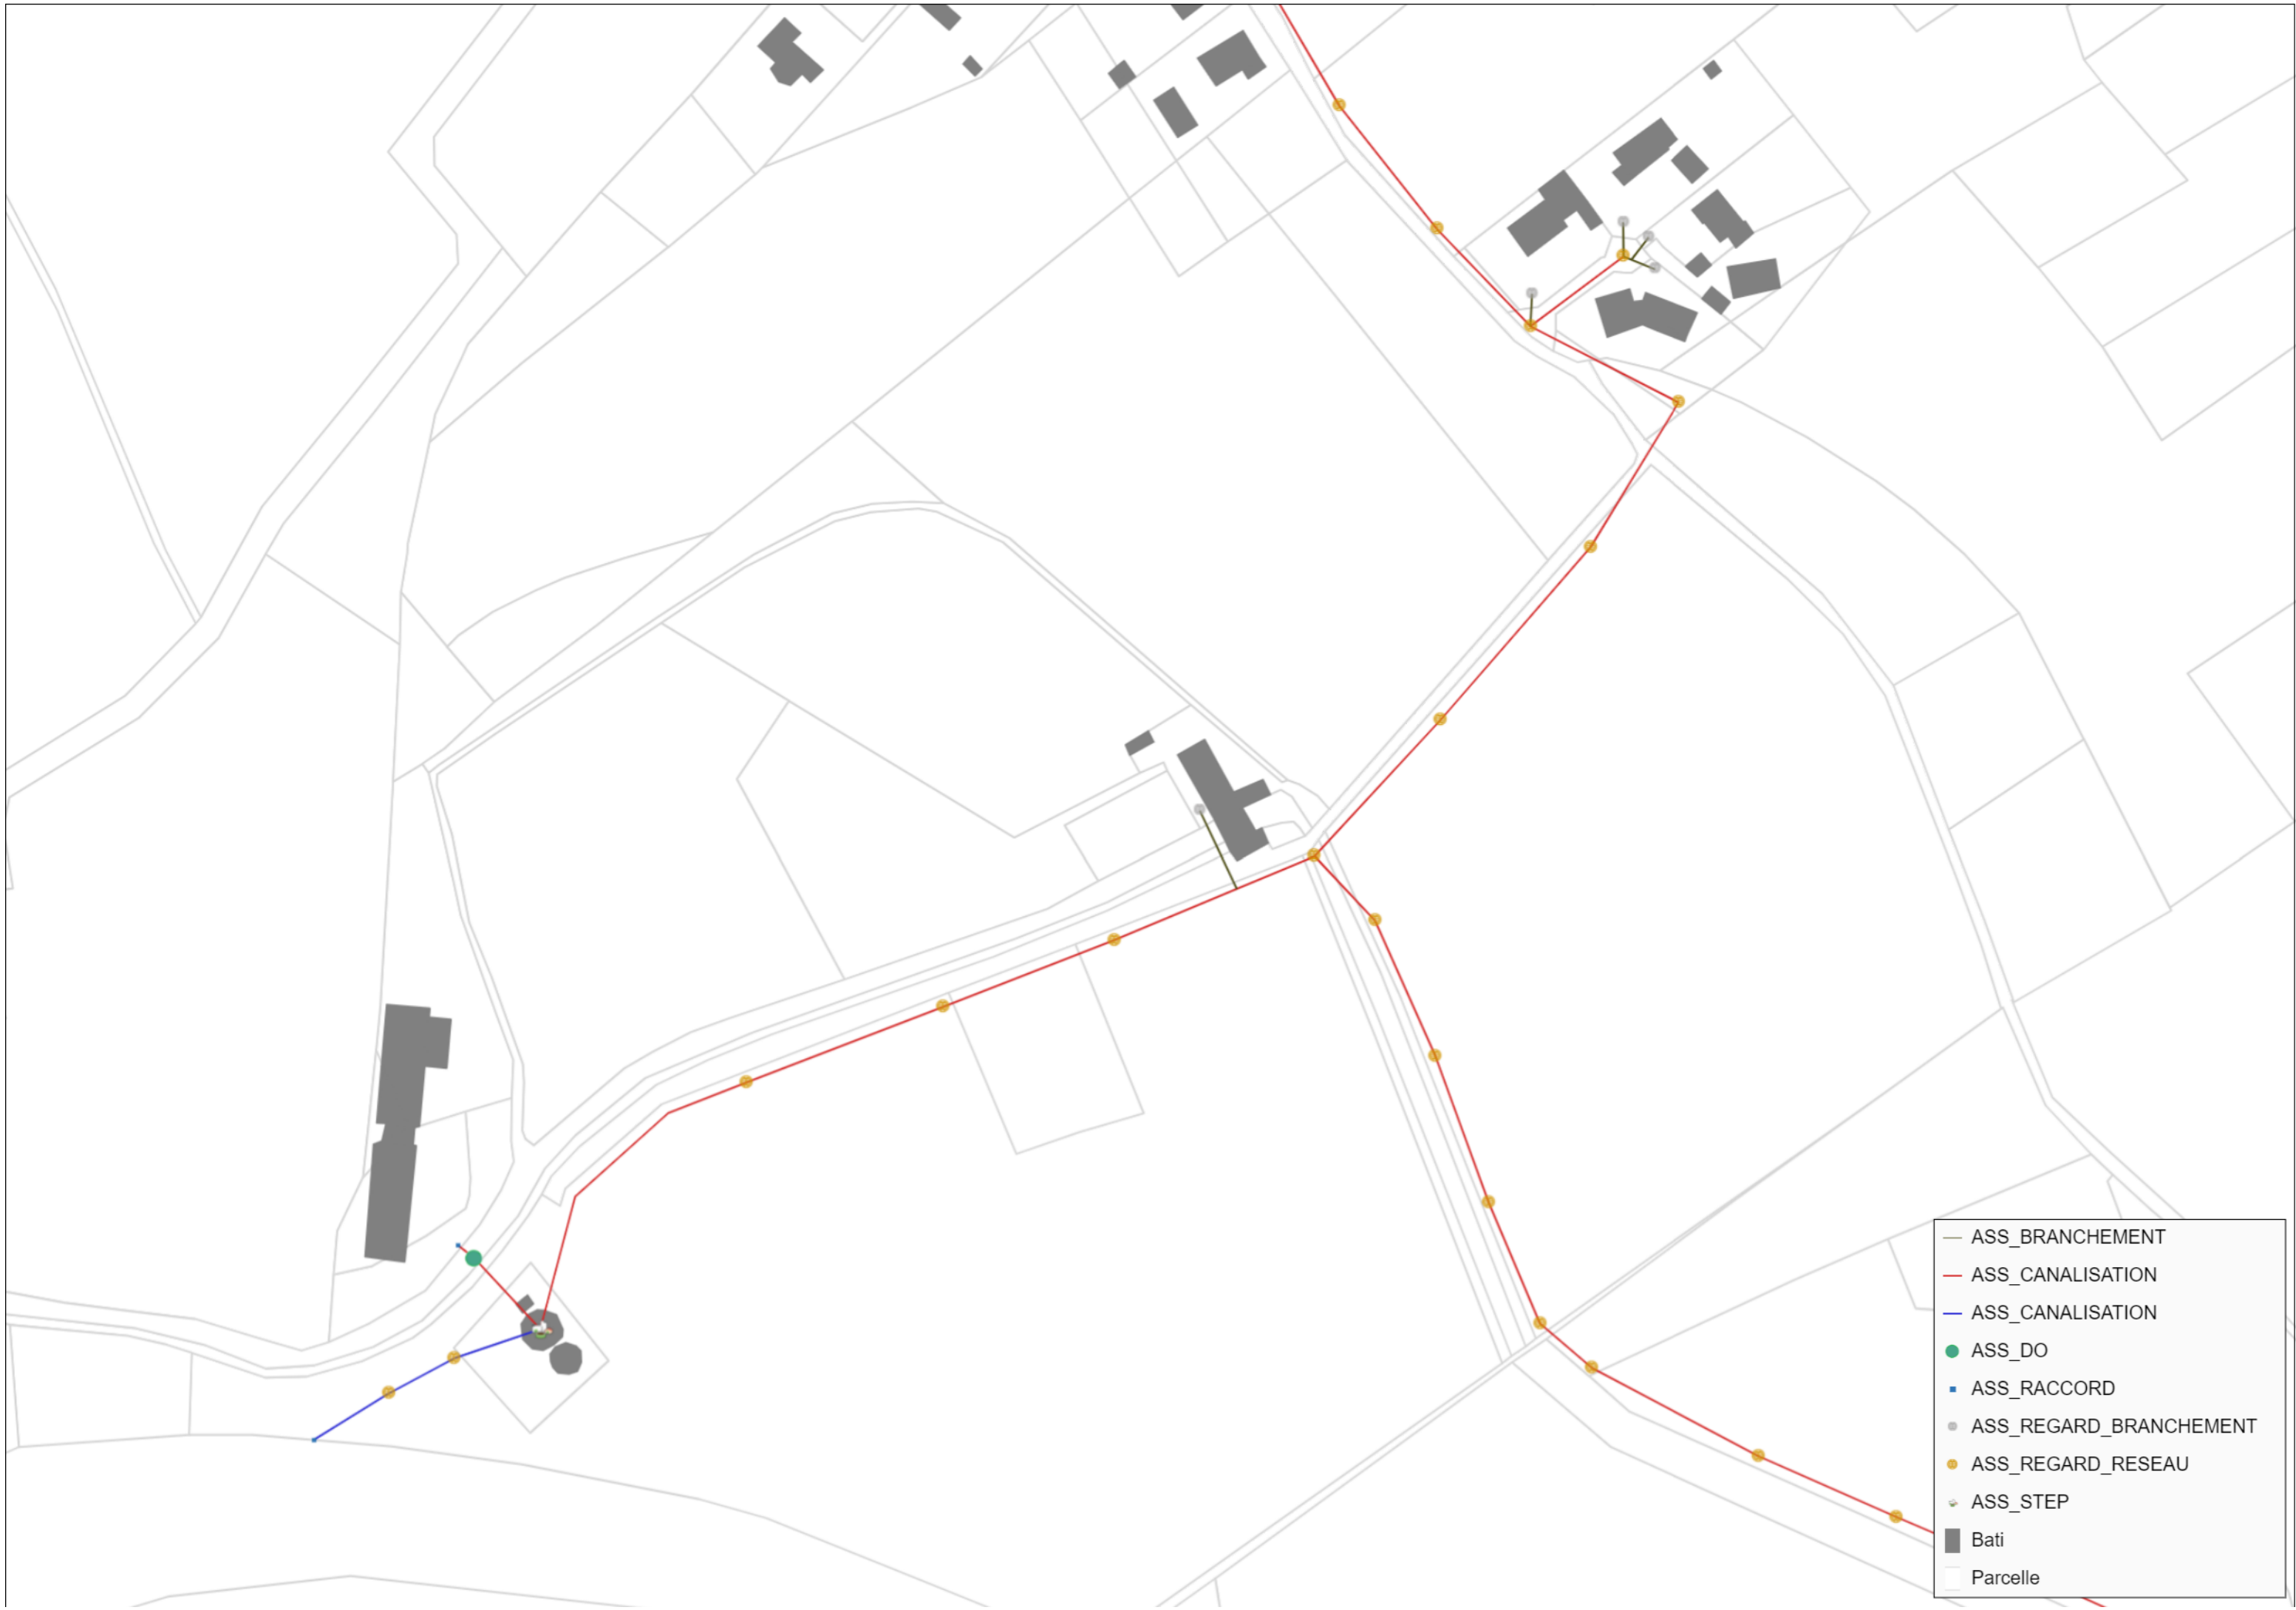 ASS_BRANCHEMENT
ASS_CANALISATION
ASS_CANALISATION
ASS_DO
ASS_RACCORD
ASS_REGARD_BRANCHEMENT
ASS_REGARD_RESEAU
ASS_STEP
Bati
Parcelle